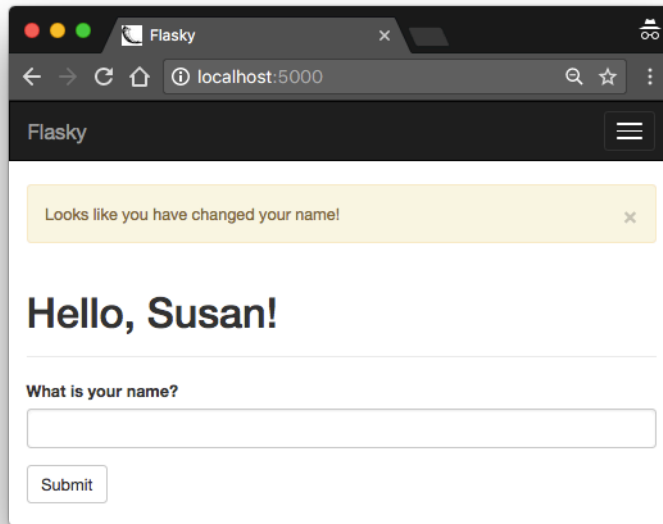 Flasky
localhost:5000
Flasky
Looks like you have changed your name!
Hello, Susan!
What is your name?
Submit